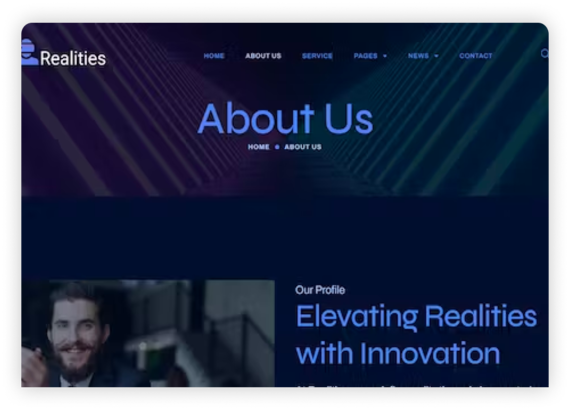 Realities
HOME ABOUT US SERVICE PAGES NEWS CONTACT
About Us
HOME ABOUT US
Our Profile
Elevating Realities
with Innovation